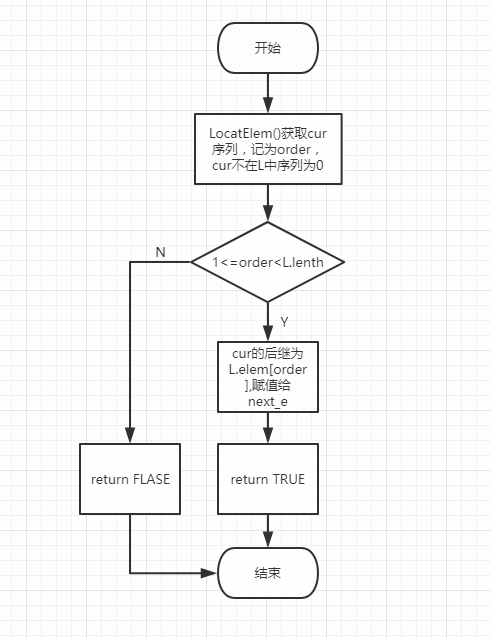 开始
LocatElem()获取cur
序列，记为order，
cur不在L中序列为0
1<=order<L.lenth
N
Y
cur的后继为
L.elem[order
],赋值给
next_e
return FLASE
return TRUE
结束